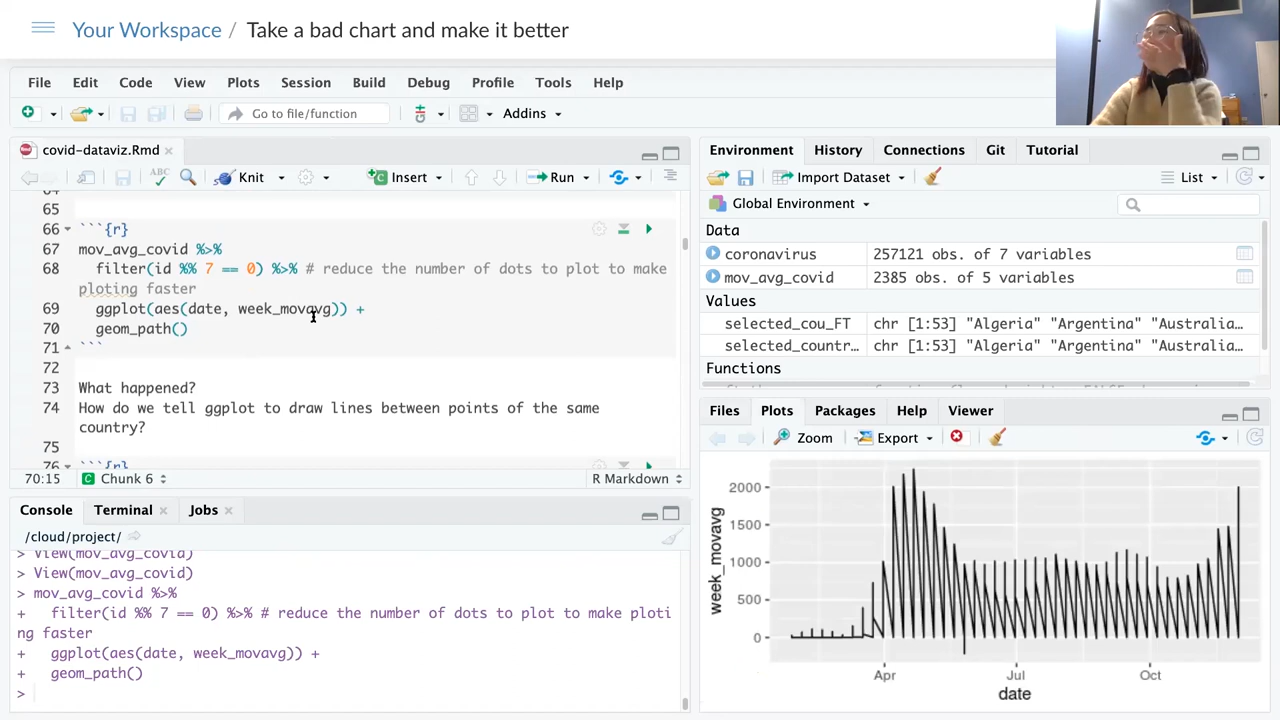 Your Workspace / Take a bad chart and make it better
File Edit Code View Plots Session Build Debug Profile Tools Help
Go to file/function Addins
covid-dataviz.Rmd
ABC Knit Insert Run
64
65
66 ```{r}
67 mov_avg_covid %>%
68 filter(id %% 7 == 0) %>% # reduce the number of dots to plot to make
ploting faster
69 ggplot(aes(date, week_movavg)) +
70 geom_path()
71 ```
72
73 What happened?
74 How do we tell ggplot to draw lines between points of the same
country?
75
76 ```{r}
70:15 Chunk 6 R Markdown
Console Terminal Jobs
/cloud/project/
> View(mov_avg_covid)
> View(mov_avg_covid)
> mov_avg_covid %>%
+ filter(id %% 7 == 0) %>% # reduce the number of dots to plot to make ploti
ng faster
+ ggplot(aes(date, week_movavg)) +
+ geom_path()
>
Environment History Connections Git Tutorial
Import Dataset List
Global Environment
Data
coronavirus 257121 obs. of 7 variables
mov_avg_covid 2385 obs. of 5 variables
Values
selected_cou_FT chr [1:53] "Algeria" "Argentina" "Australia…
selected_countr… chr [1:53] "Algeria" "Argentina" "Australia…
Functions
Files Plots Packages Help Viewer
Zoom Export
2000
1500
1000
500
0
week_movavg
Apr Jul Oct
date